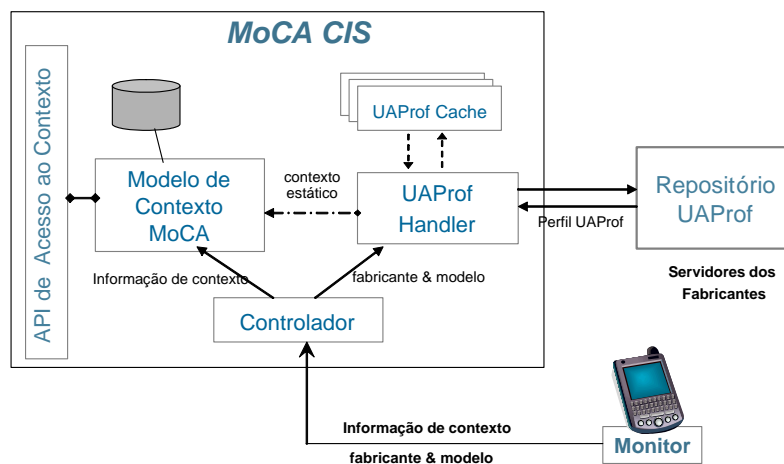 MoCA CIS
API de Acesso ao Contexto
UAProf Cache
Modelo de
Contexto
MoCA
contexto
estático
UAProf
Handler
Perfil UAProf
Repositório
UAProf
Servidores dos
Fabricantes
Informação de contexto
fabricante & modelo
Controlador
Informação de contexto
fabricante & modelo
Monitor